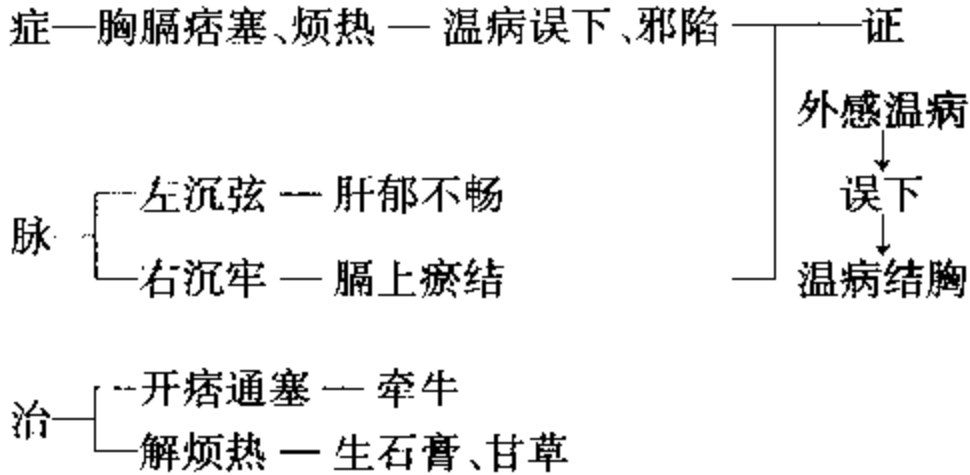 症—胸膈痞塞、烦热—温病误下、邪陷—证
外感温病
左沉弦—肝郁不畅
误下
脉
右沉牢—膈上瘀结
温病结胸
开痞通塞—牵牛
治
解烦热—生石膏、甘草